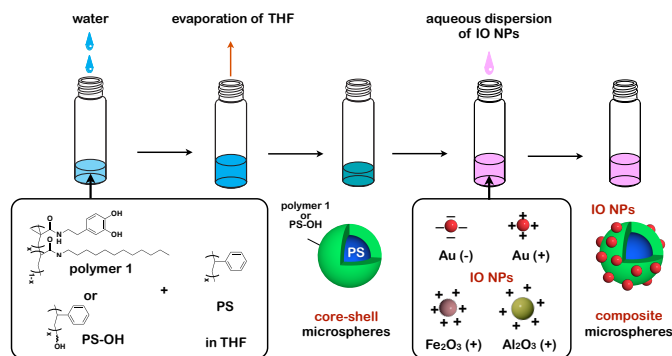 water
evaporation of THF
aqueous dispersion
of IO NPs
polymer 1
or
PS-OH
PS
core-shell
microspheres
O
N
H
OH
OH
O
N
H
x
1-x
polymer 1
or
x
OH
PS-OH
+
x
PS
in THF
Au (-)
Au (+)
IO NPs
Fe₂O₃ (+)
Al₂O₃ (+)
IO NPs
composite
microspheres